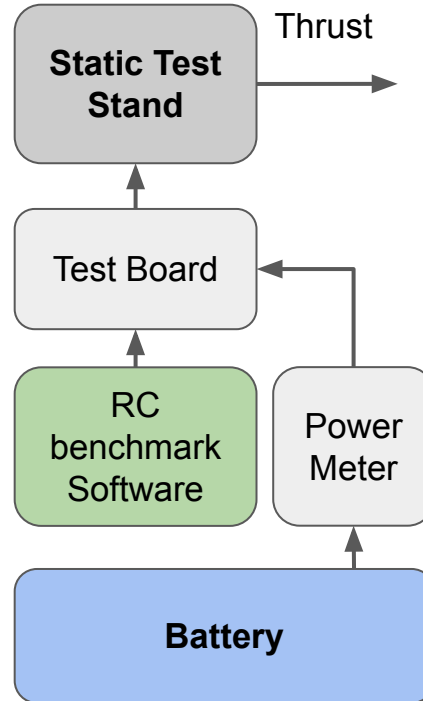 Thrust
Static Test
Stand
Test Board
RC
benchmark
Software
Power
Meter
Battery